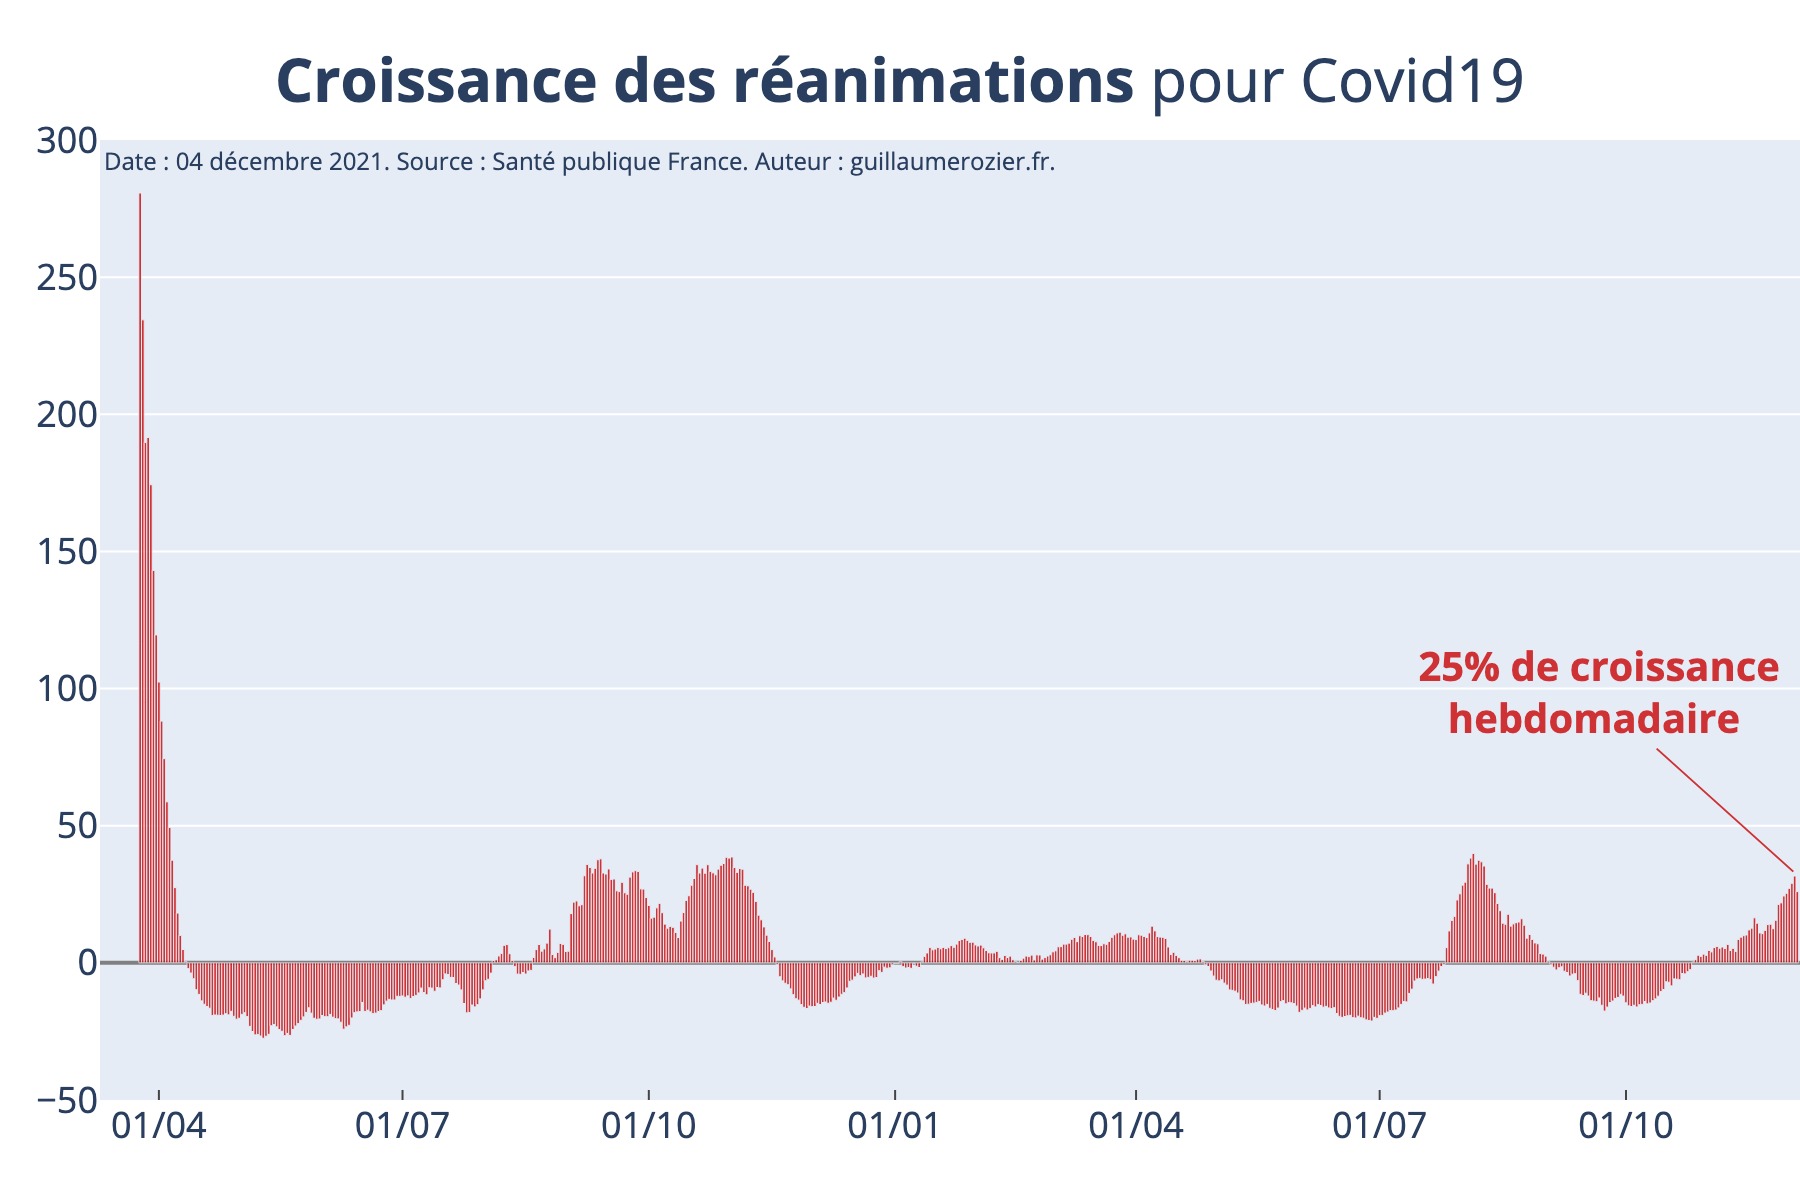 Croissance des réanimations pour Covid19
Date : 04 décembre 2021. Source : Santé publique France. Auteur : guillaumerozier.fr.
300
250
200
150
100
50
0
−50
25% de croissance
hebdomadaire
01/04 01/07 01/10 01/01 01/04 01/07 01/10